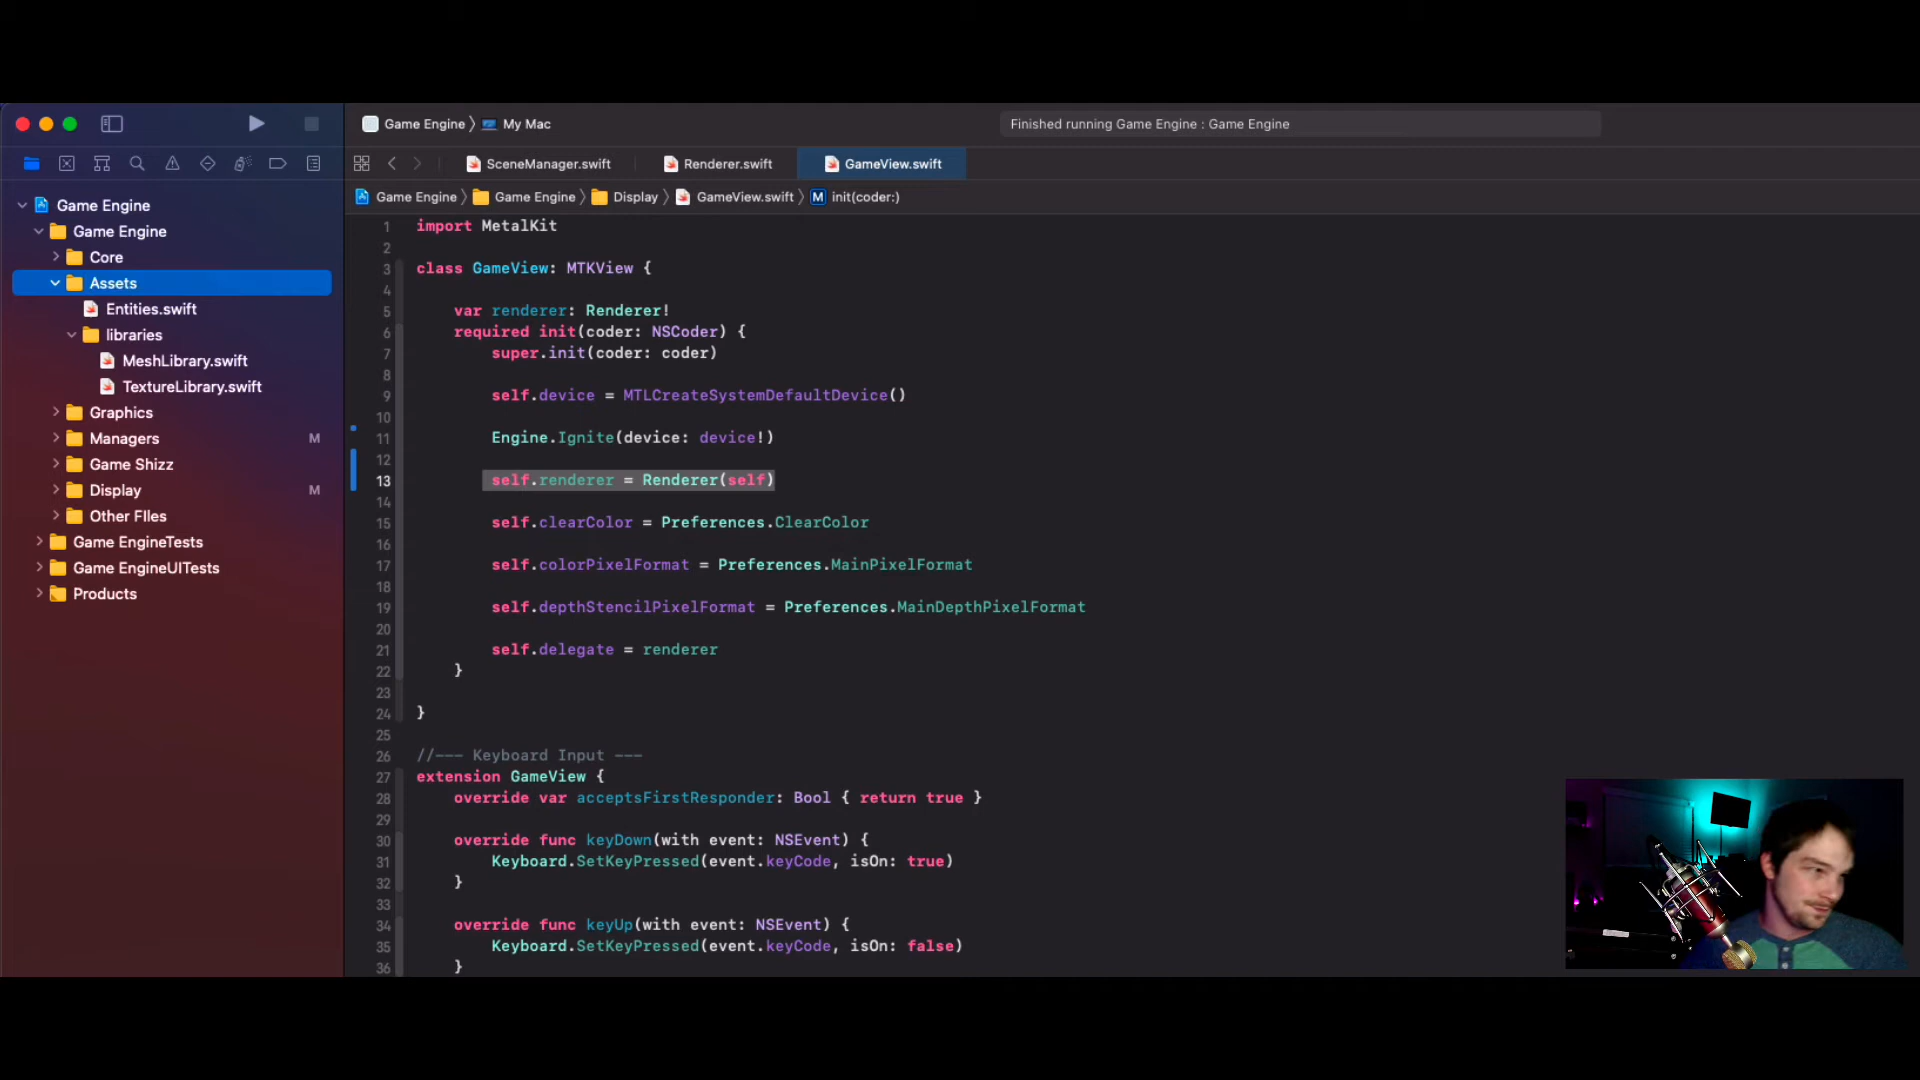 Game Engine 〉 My Mac
Finished running Game Engine : Game Engine
SceneManager.swift
Renderer.swift
GameView.swift
Game Engine 〉 Game Engine 〉 Display 〉 GameView.swift 〉 M init(coder:)
Game Engine
Game Engine
Core
Assets
Entities.swift
libraries
MeshLibrary.swift
TextureLibrary.swift
Graphics
Managers M
Game Shizz
Display M
Other FIles
Game EngineTests
Game EngineUITests
Products
1 import MetalKit
2
3 class GameView: MTKView {
4
5 var renderer: Renderer!
6 required init(coder: NSCoder) {
7 super.init(coder: coder)
8
9 self.device = MTLCreateSystemDefaultDevice()
10
11 Engine.Ignite(device: device!)
12
13 self.renderer = Renderer(self)
14
15 self.clearColor = Preferences.ClearColor
16
17 self.colorPixelFormat = Preferences.MainPixelFormat
18
19 self.depthStencilPixelFormat = Preferences.MainDepthPixelFormat
20
21 self.delegate = renderer
22 }
23
24 }
25
26 //--- Keyboard Input ---
27 extension GameView {
28 override var acceptsFirstResponder: Bool { return true }
29
30 override func keyDown(with event: NSEvent) {
31 Keyboard.SetKeyPressed(event.keyCode, isOn: true)
32 }
33
34 override func keyUp(with event: NSEvent) {
35 Keyboard.SetKeyPressed(event.keyCode, isOn: false)
36 }